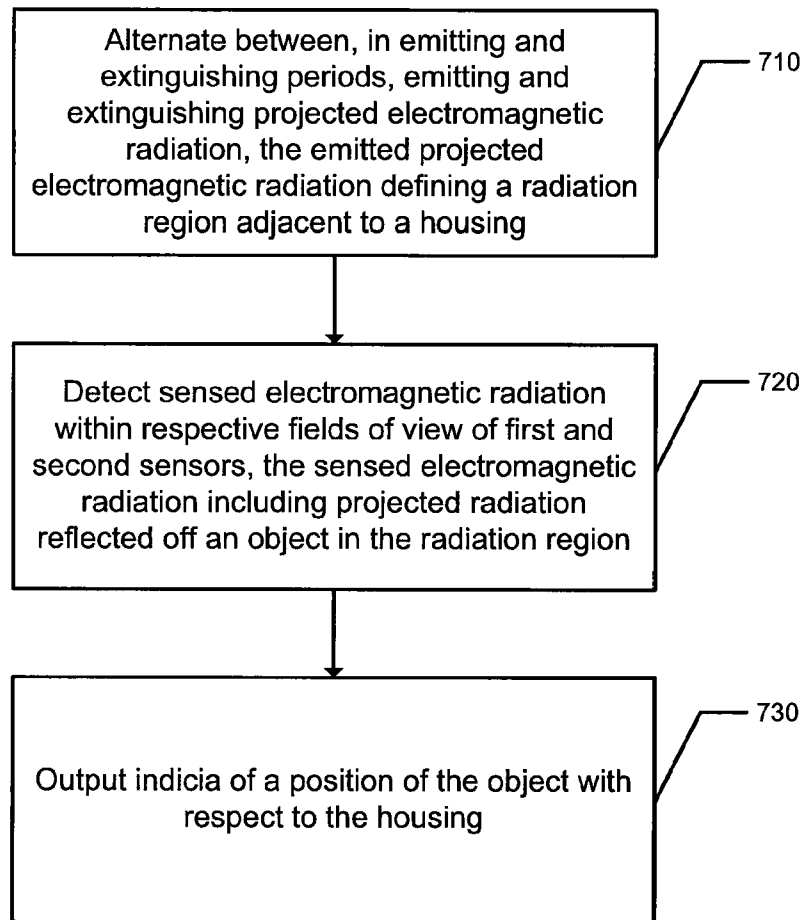 Alternate between, in emitting and
extinguishing periods, emitting and
extinguishing projected electromagnetic
radiation, the emitted projected
electromagnetic radiation defining a radiation
region adjacent to a housing
710
Detect sensed electromagnetic radiation
within respective fields of view of first and
second sensors, the sensed electromagnetic
radiation including projected radiation
reflected off an object in the radiation region
720
Output indicia of a position of the object with
respect to the housing
730